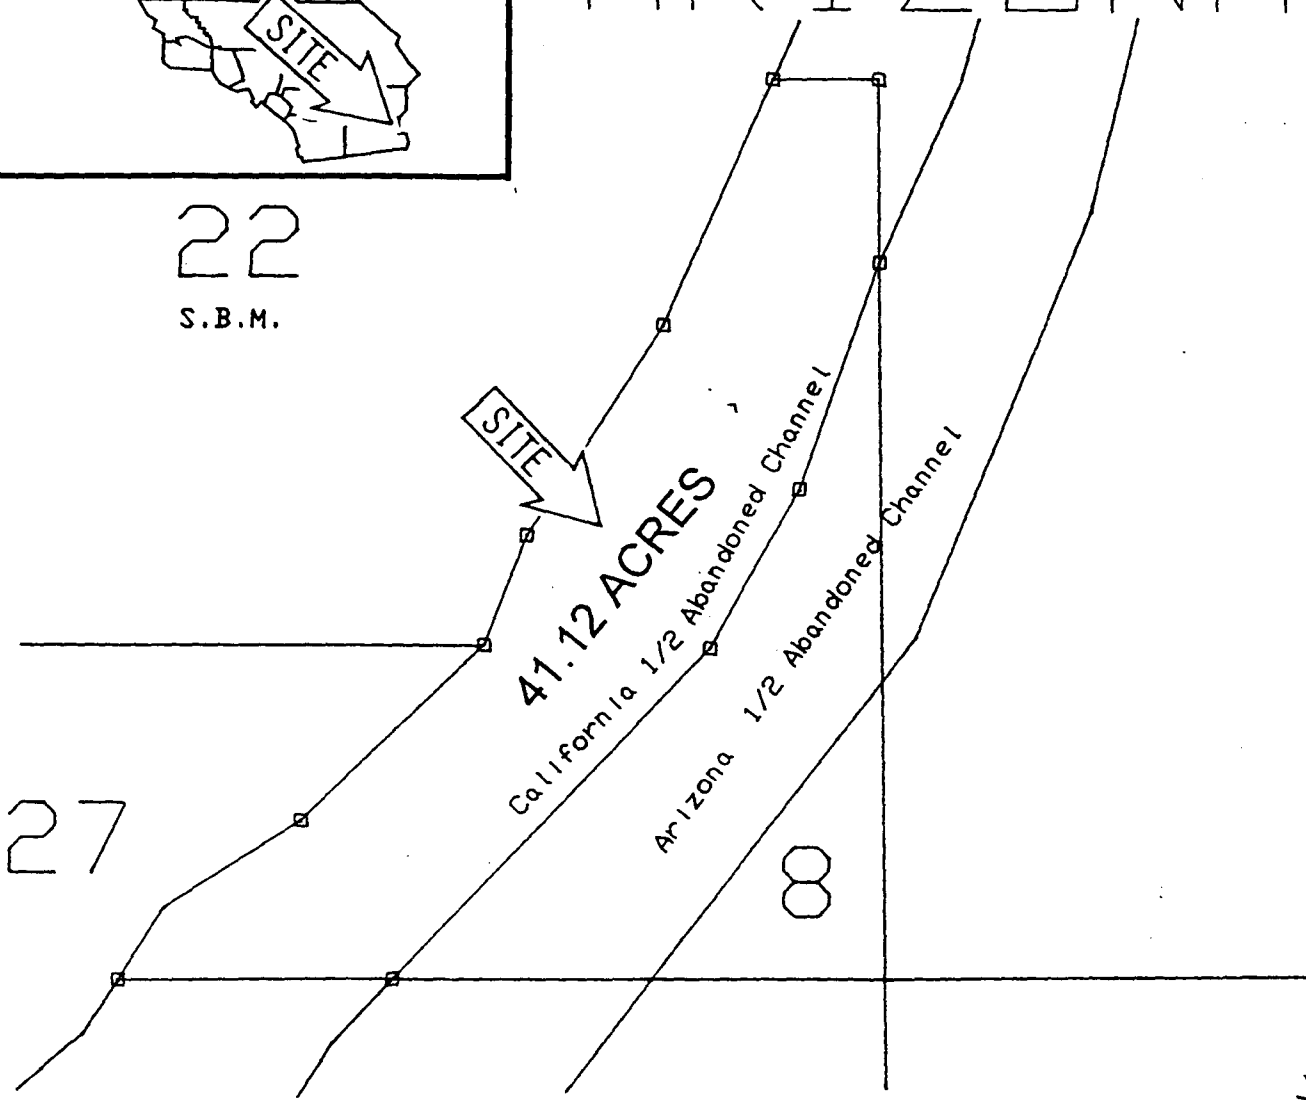 SITE
22
S.B.M.
SITE
41.12 ACRES
California 1/2 Abandoned Channel
Arizona 1/2 Abandoned Channel
27
8